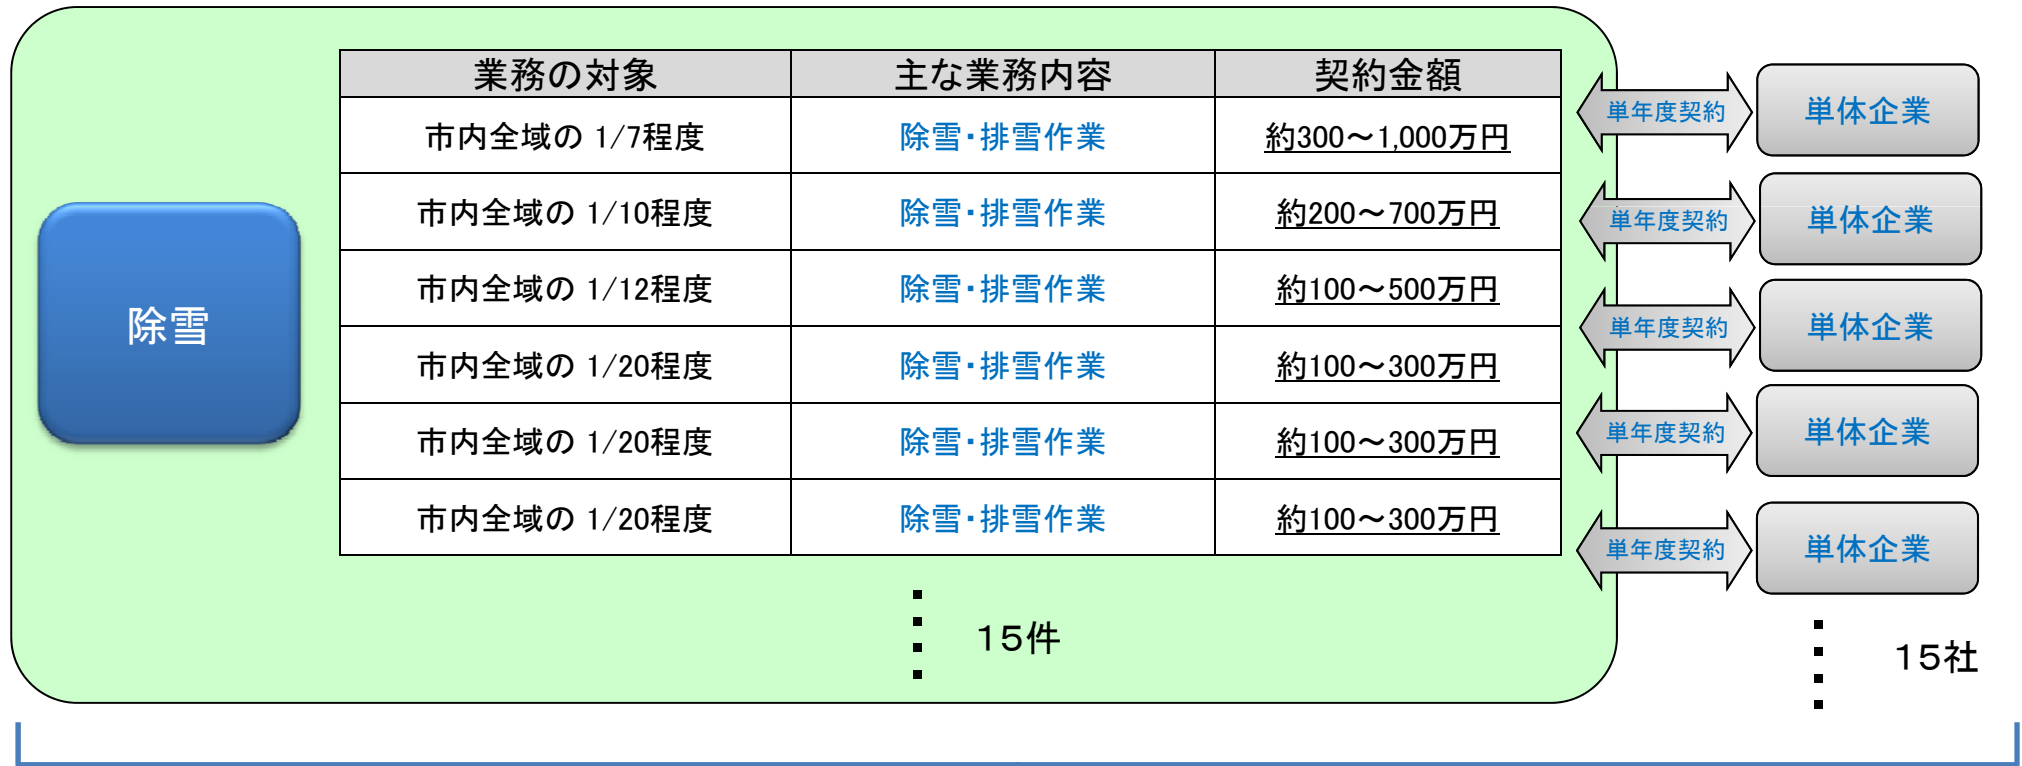 業務の対象 主な業務内容 契約金額
市内全域の 1/7程度 除雪・排雪作業 約300～1,000万円 単年度契約 単体企業
市内全域の 1/10程度 除雪・排雪作業 約200～700万円 単年度契約 単体企業
市内全域の 1/12程度 除雪・排雪作業 約100～500万円 単年度契約 単体企業
除雪
市内全域の 1/20程度 除雪・排雪作業 約100～300万円 単年度契約 単体企業
市内全域の 1/20程度 除雪・排雪作業 約100～300万円 単年度契約 単体企業
市内全域の 1/20程度 除雪・排雪作業 約100～300万円
15件
15社